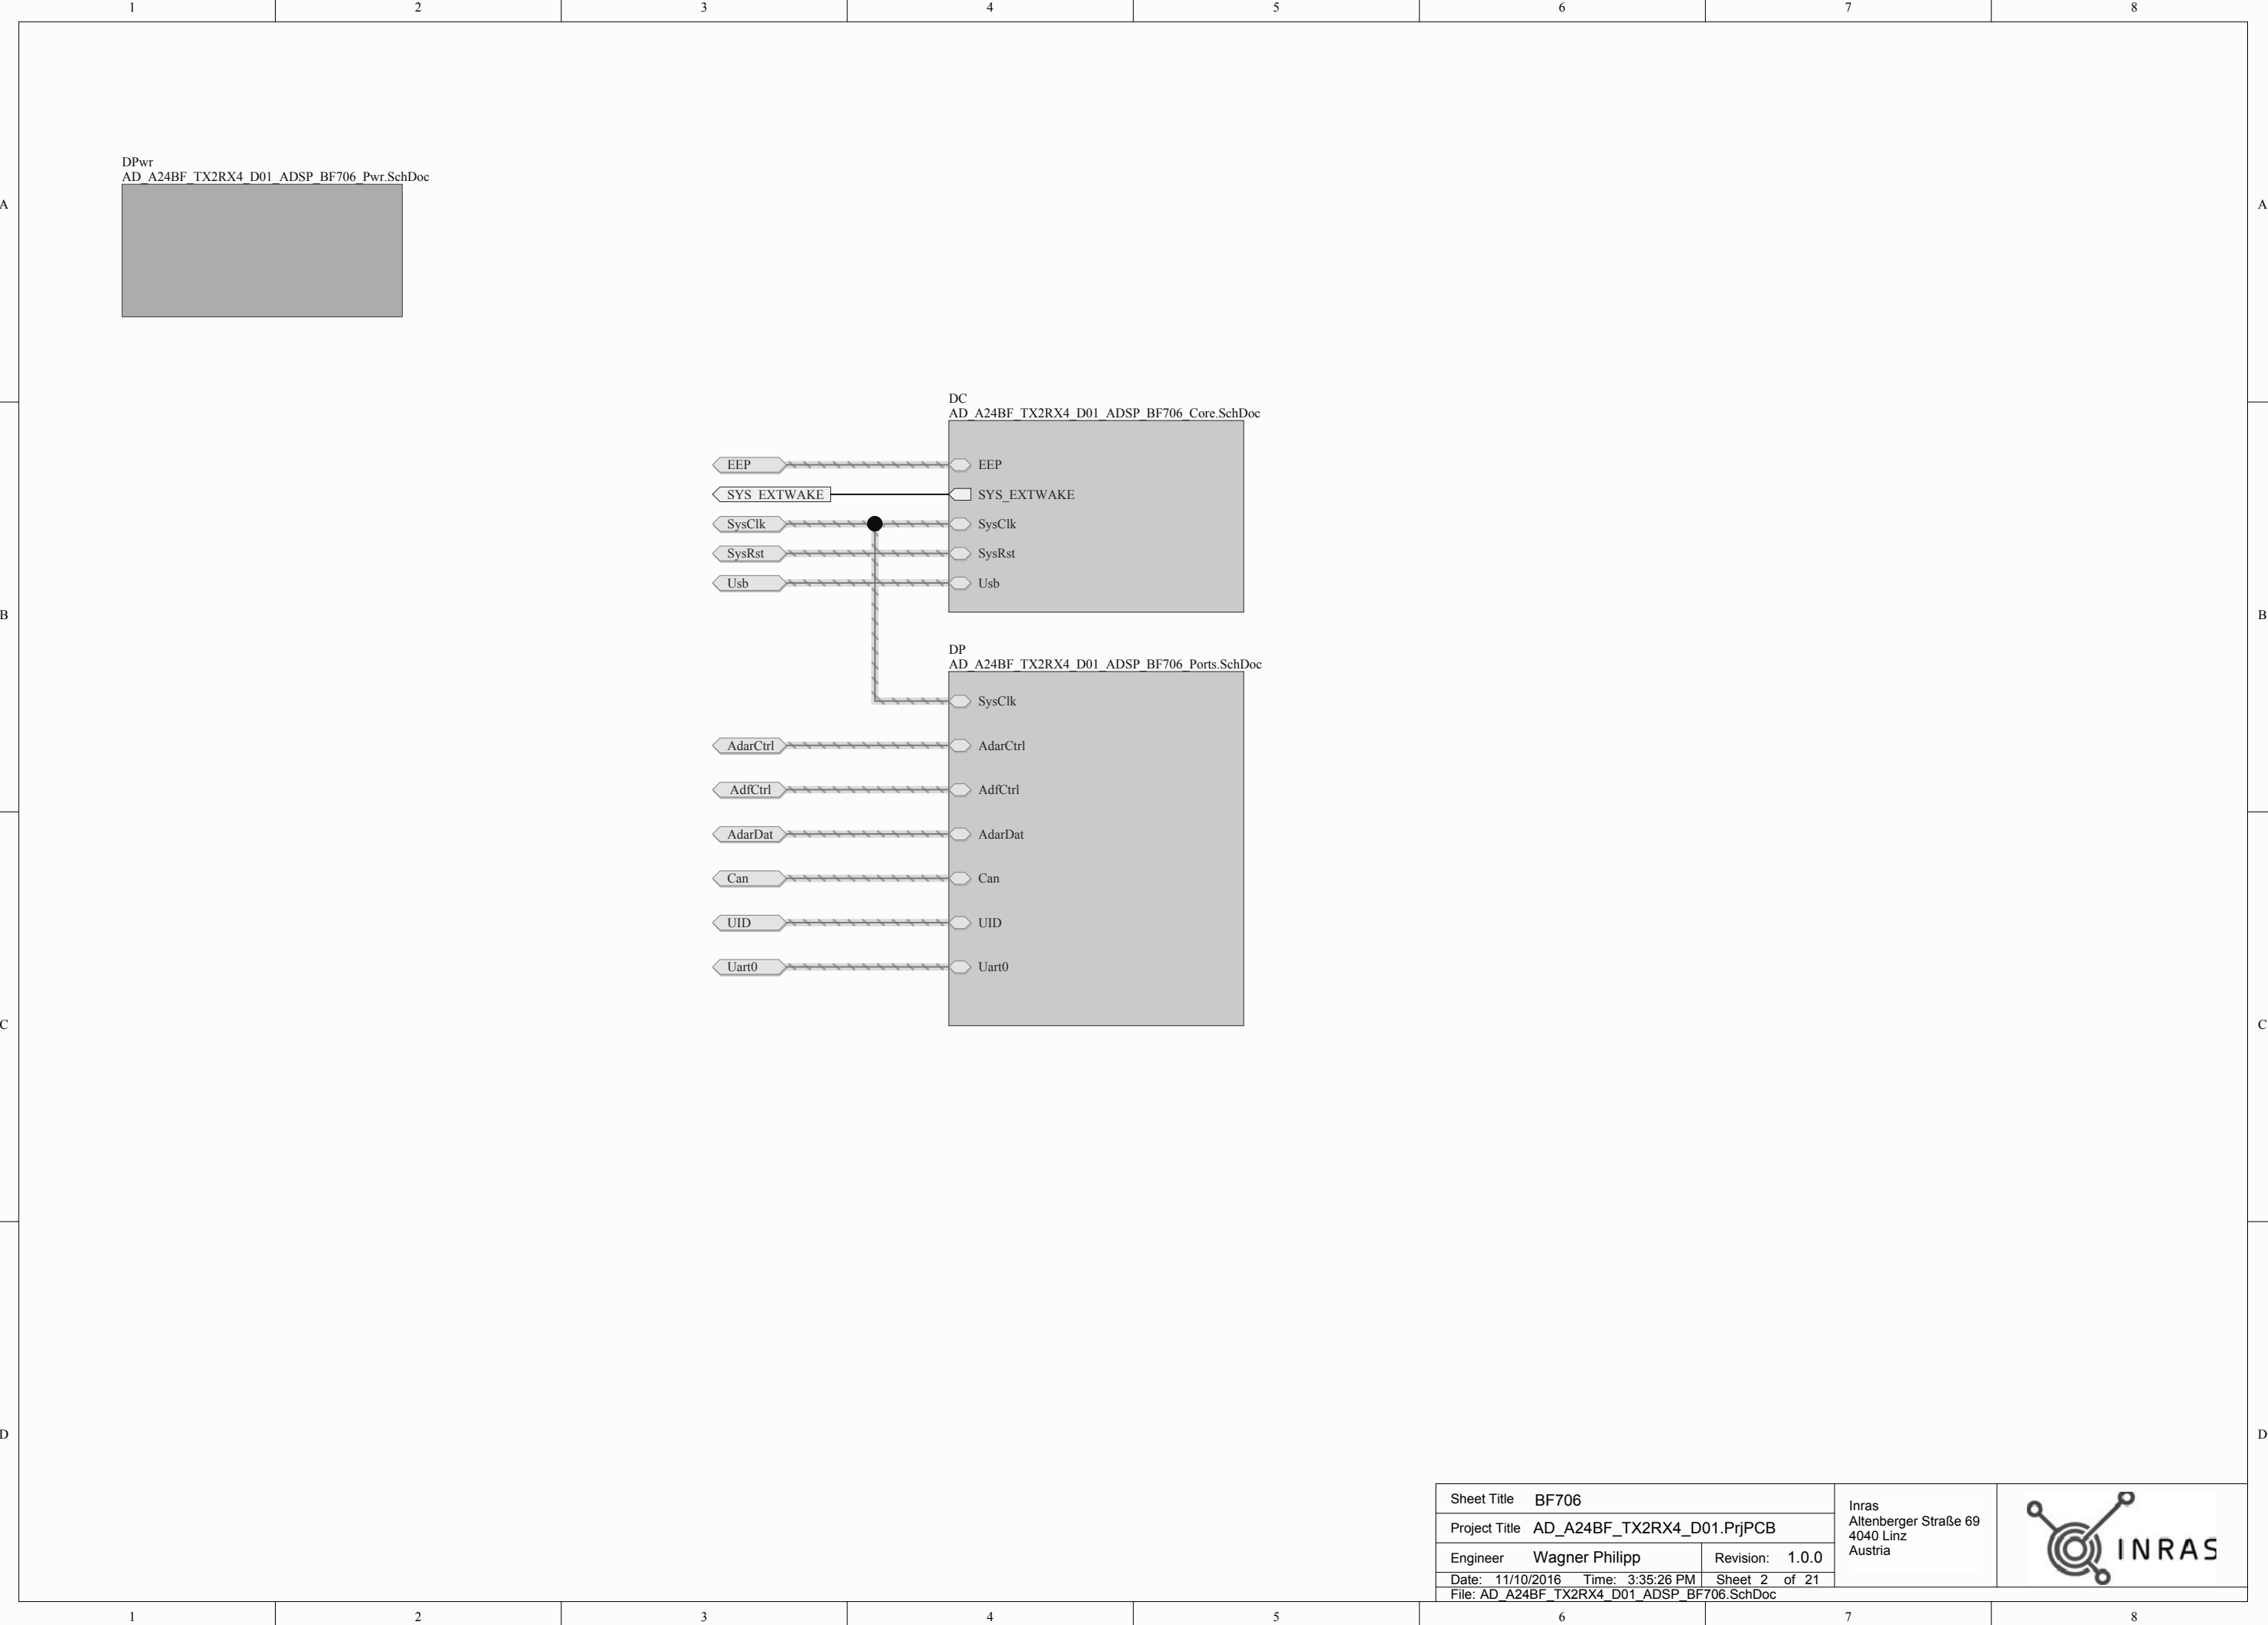 1 2 3 4 5 6 7 8
DPwr
AD_A24BF_TX2RX4_D01_ADSP_BF706_Pwr.SchDoc
A A
DC
AD_A24BF_TX2RX4_D01_ADSP_BF706_Core.SchDoc
EEP EEP
SYS_EXTWAKE SYS_EXTWAKE
SysClk SysClk
SysRst SysRst
Usb Usb
B B
DP
AD_A24BF_TX2RX4_D01_ADSP_BF706_Ports.SchDoc
SysClk
AdarCtrl AdarCtrl
AdfCtrl AdfCtrl
AdarDat AdarDat
Can Can
UID UID
Uart0 Uart0
C C
D D
Sheet Title BF706
Project Title AD_A24BF_TX2RX4_D01.PrjPCB
Engineer Wagner Philipp Revision: 1.0.0
Date: 11/10/2016 Time: 3:35:26 PM Sheet 2 of 21
File: AD_A24BF_TX2RX4_D01_ADSP_BF706.SchDoc
Inras
Altenberger Straße 69
4040 Linz
Austria
INRAS
1 2 3 4 5 6 7 8